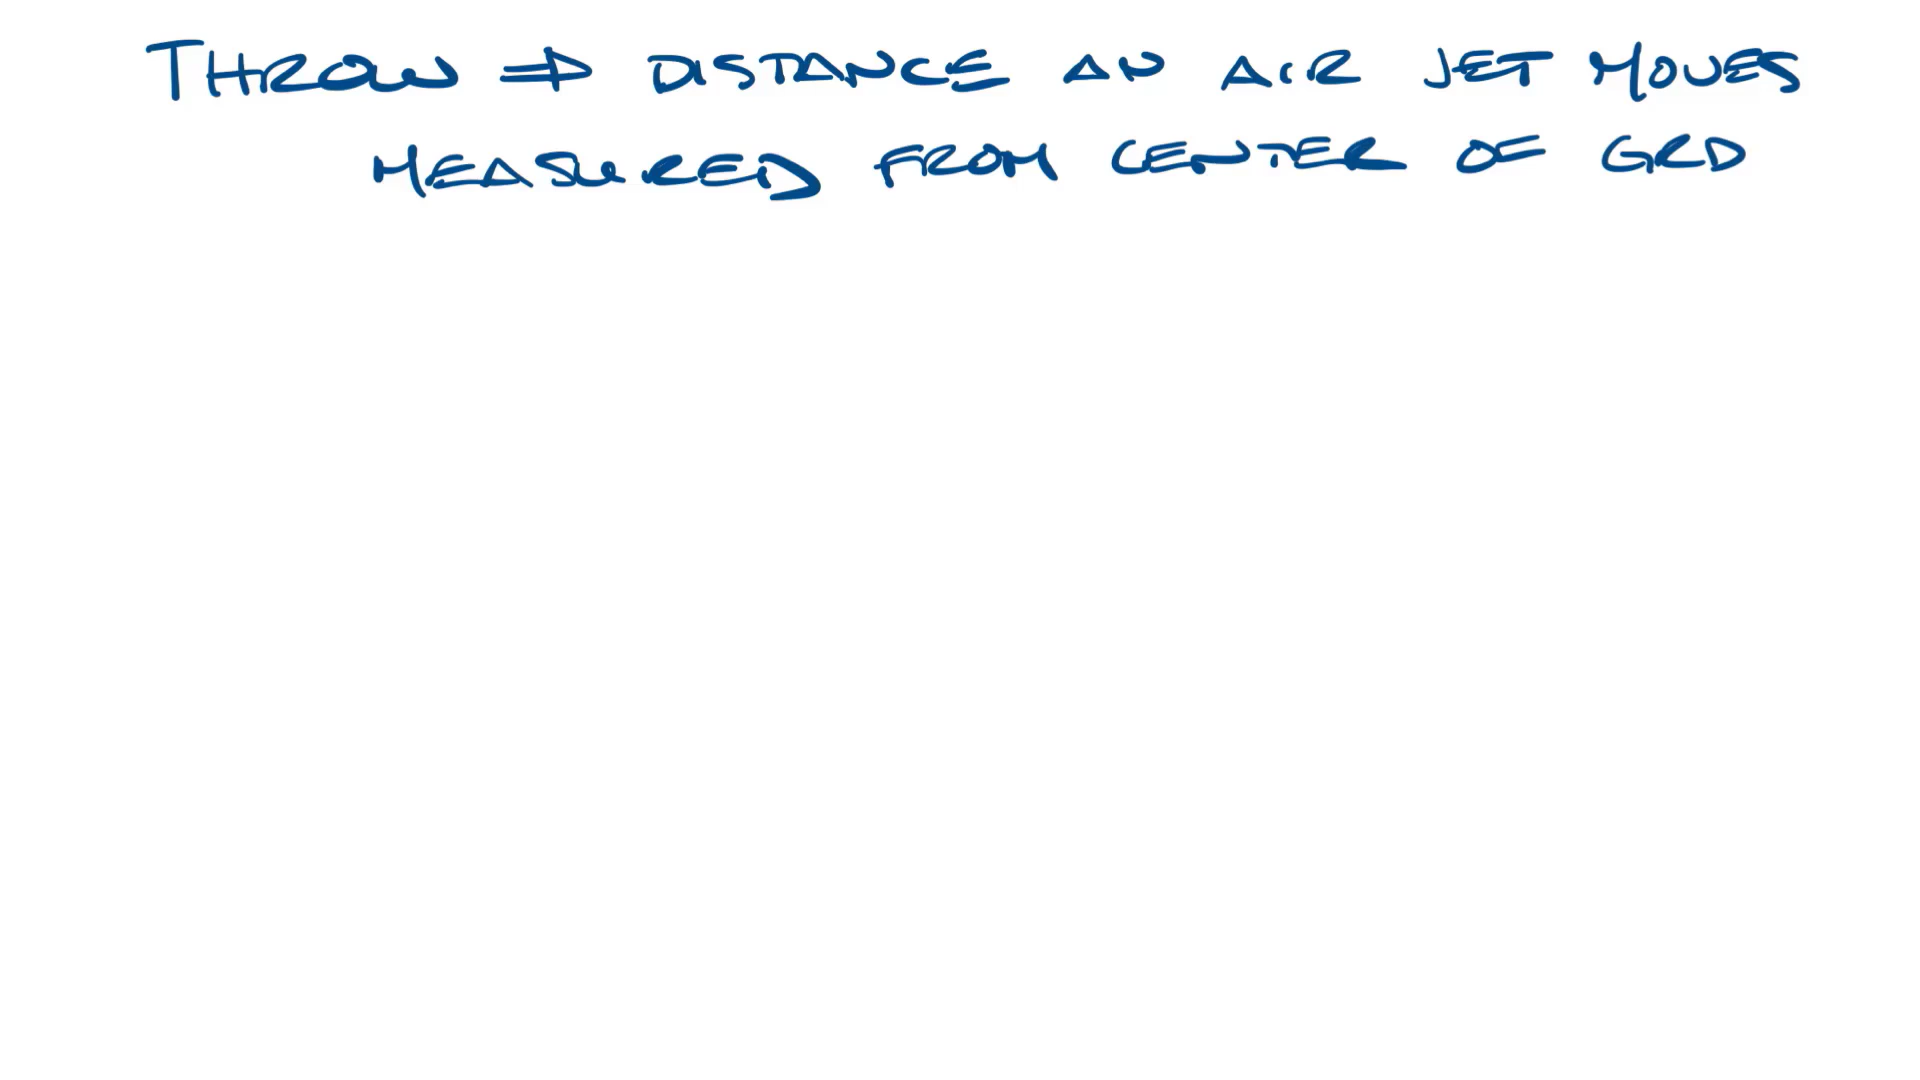 THROW ⇒ DISTANCE AN AIR JET MOVES
MEASURED FROM CENTER OF GRD